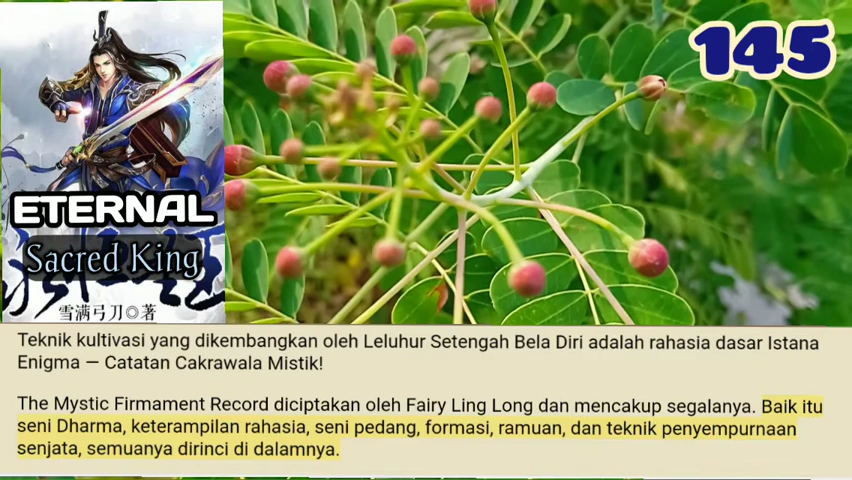 145
ETERNAL
Sacred King
雪满弓刀◎著
Teknik kultivasi yang dikembangkan oleh Leluhur Setengah Bela Diri adalah rahasia dasar Istana
Enigma — Catatan Cakrawala Mistik!
The Mystic Firmament Record diciptakan oleh Fairy Ling Long dan mencakup segalanya. Baik itu
seni Dharma, keterampilan rahasia, seni pedang, formasi, ramuan, dan teknik penyempurnaan
senjata, semuanya dirinci di dalamnya.